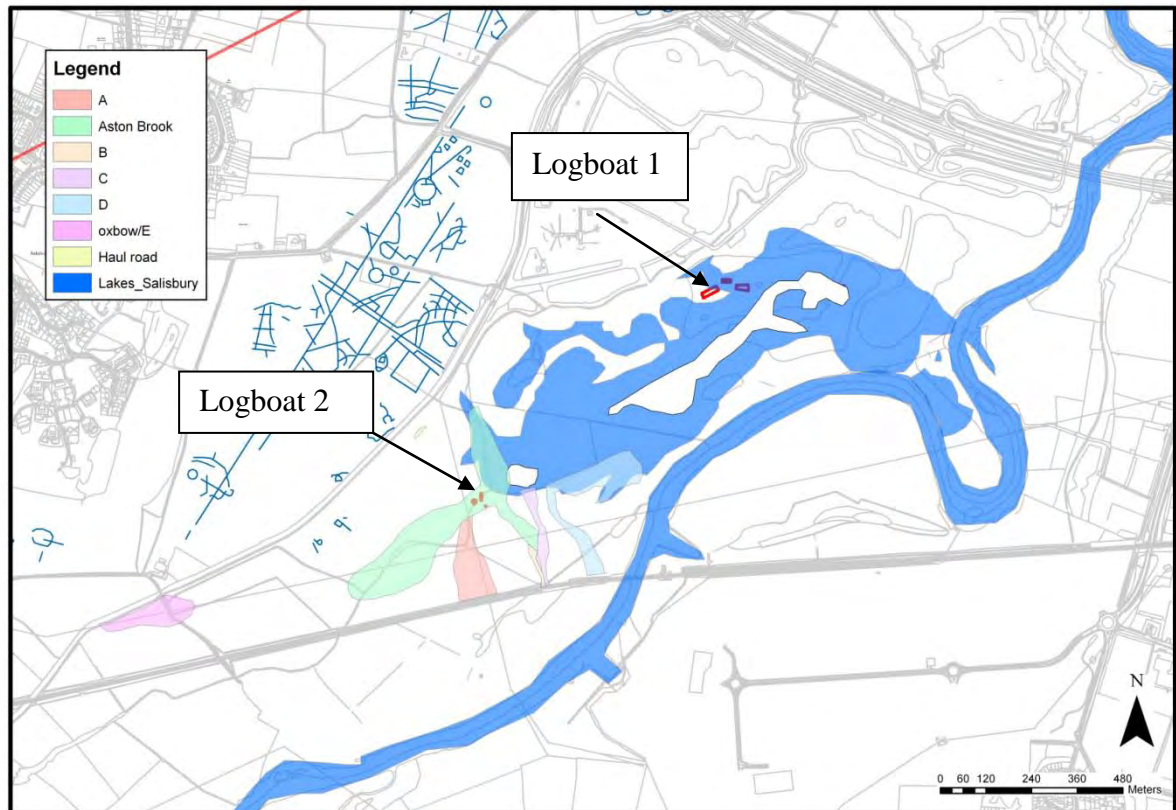 Legend
A
Aston Brook
B
C
D
oxbow/E
Haul road
Lakes_Salisbury
Logboat 1
Logboat 2
N
0 60 120 240 360 480
Meters